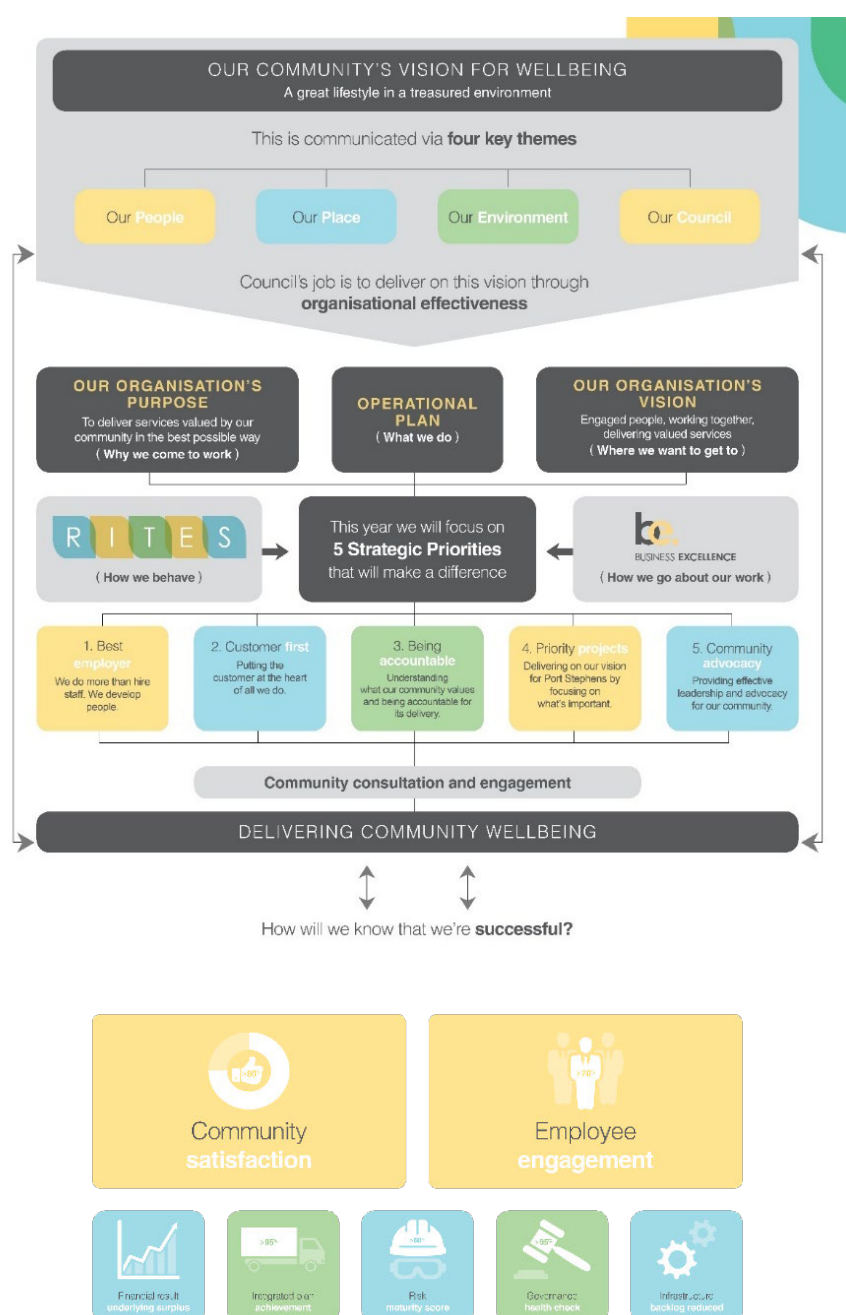 OUR COMMUNITY'S VISION FOR WELLBEING
A great lifestyle in a treasured environment
This is communicated via four key themes
Our People
Our Place
Our Environment
Our Council
Council's job is to deliver on this vision through
organisational effectiveness
OUR ORGANISATION'S
PURPOSE
To deliver services valued by our
community in the best possible way
( Why we come to work )
OPERATIONAL
PLAN
( What we do )
OUR ORGANISATION'S
VISION
Engaged people, working together,
delivering valued services
( Where we want to get to )
R I T E S
( How we behave )
This year we will focus on
5 Strategic Priorities
that will make a difference
be
BUSINESS EXCELLENCE
( How we go about our work )
1. Best
employer
We do more than hire
staff. We develop
people.
2. Customer first
Putting the
customer at the heart
of all we do.
3. Being
accountable
Understanding
what our community values
and being accountable for
its delivery.
4. Priority projects
Delivering on our vision
for Port Stephens by
focusing on
what's important.
5. Community
advocacy
Providing effective
leadership and advocacy
for our community.
Community consultation and engagement
DELIVERING COMMUNITY WELLBEING
How will we know that we're successful?
>80%
Community
satisfaction
>70%
Employee
engagement
Financial result
underlying surplus
>95%
Integrated plan
achievement
>80%
Risk
maturity score
>95%
Governance
health check
Infrastructure
backlog reduced